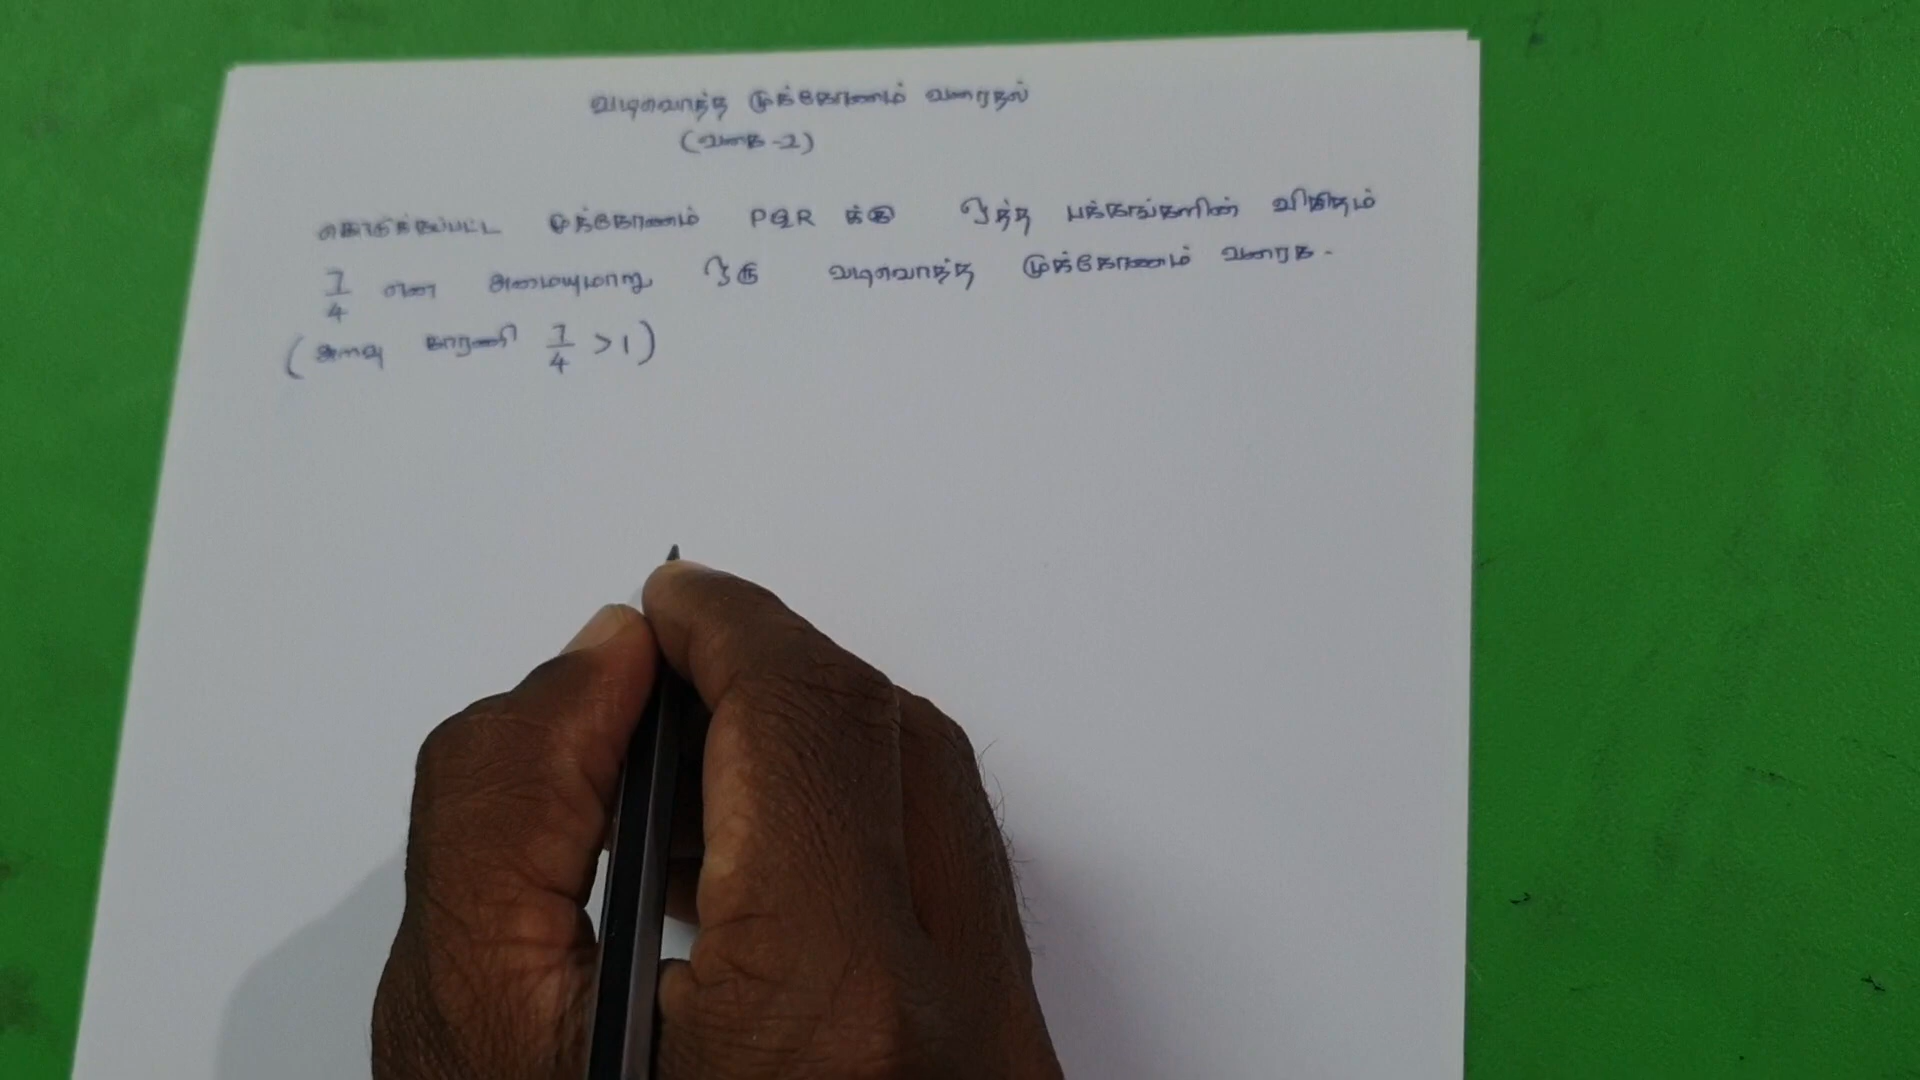 வடிவொத்த முக்கோணம் வரைதல்
(வகை -2)
கொடுக்கப்பட்ட முக்கோணம் PQR க்கு ஒத்த பக்கங்களின் விகிதம்
7/4 என அமையுமாறு ஒரு வடிவொத்த முக்கோணம் வரைக.
(அளவு காரணி 7/4 > 1)